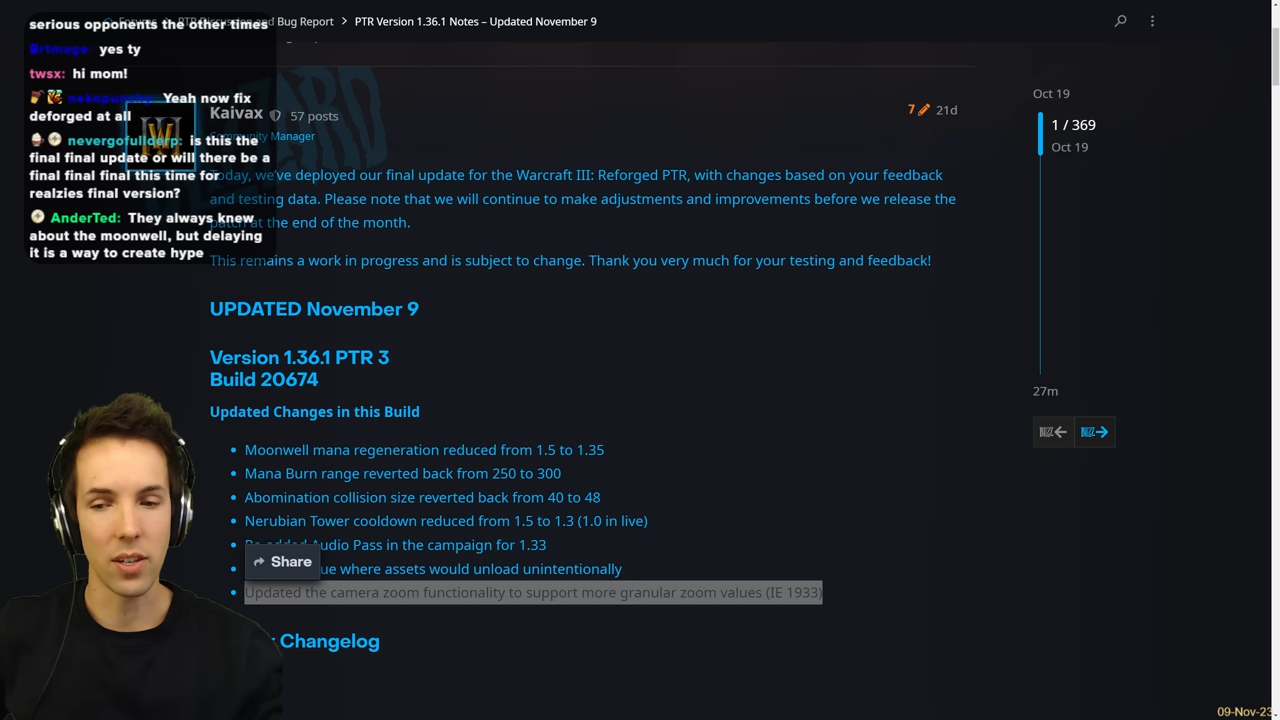 serious opponents the other times
and Bug Report > PTR Version 1.36.1 Notes – Updated November 9
yes ty
twsx: hi mom!
Yeah now fix
deforged at all
nevergofullderp: is this the
final final update or will there be a
final final final this time for
realzies final version?
AnderTed: They always knew
about the moonwell, but delaying
it is a way to create hype
Kaivax 57 posts
Community Manager
7 21d
Today, we've deployed our final update for the Warcraft III: Reforged PTR, with changes based on your feedback
and testing data. Please note that we will continue to make adjustments and improvements before we release the
patch at the end of the month.
This remains a work in progress and is subject to change. Thank you very much for your testing and feedback!
UPDATED November 9
Version 1.36.1 PTR 3
Build 20674
Updated Changes in this Build
• Moonwell mana regeneration reduced from 1.5 to 1.35
• Mana Burn range reverted back from 250 to 300
• Abomination collision size reverted back from 40 to 48
• Nerubian Tower cooldown reduced from 1.5 to 1.3 (1.0 in live)
• Re-added Audio Pass in the campaign for 1.33
Share
• where assets would unload unintentionally
• Updated the camera zoom functionality to support more granular zoom values (IE 1933)
Changelog
Oct 19
1 / 369
Oct 19
27m
BLIZZ
BLIZZ
09-Nov-23